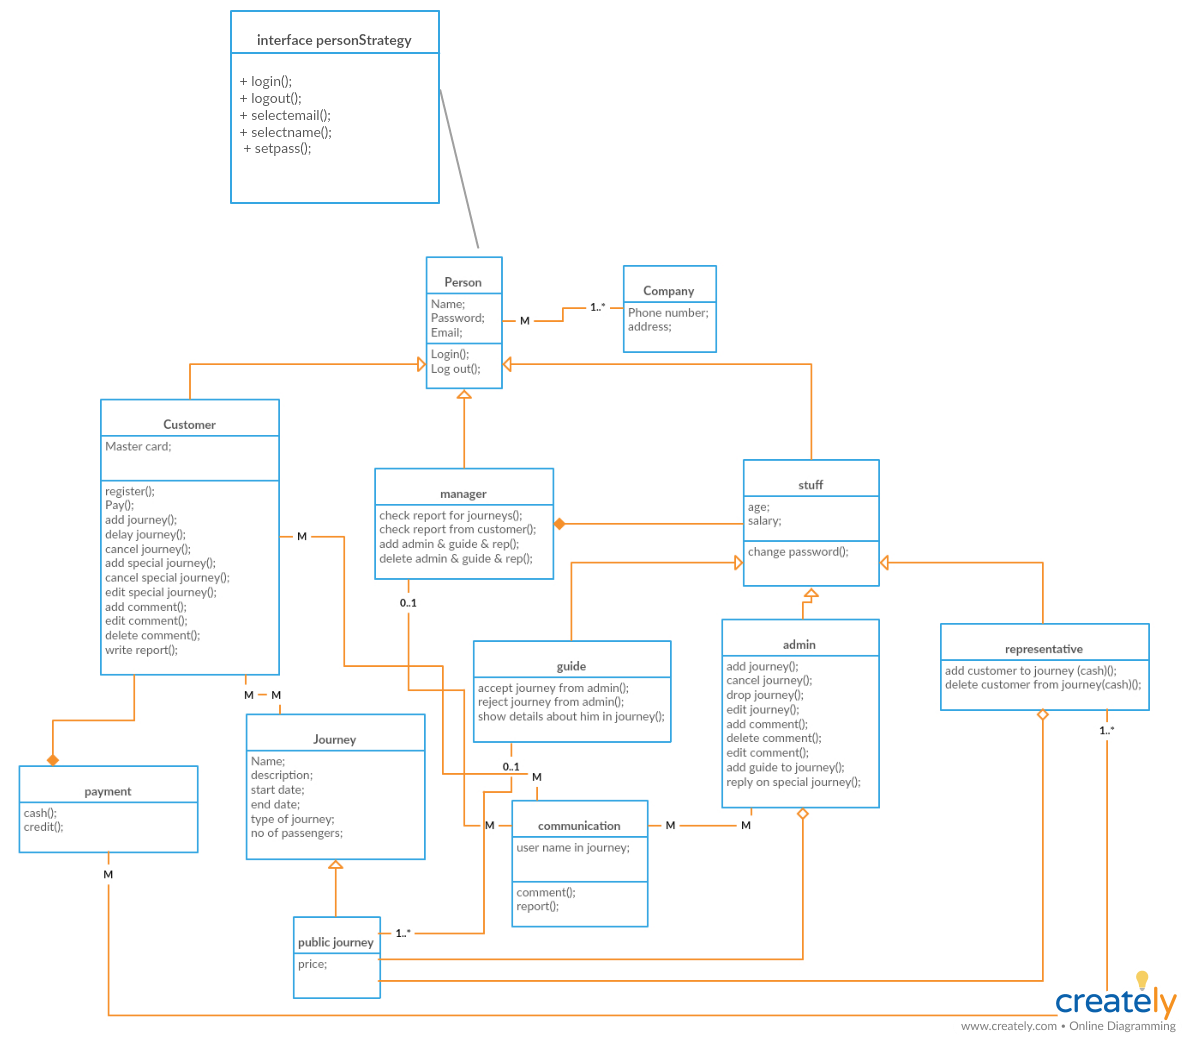 interface personStrategy
+ login();
+ logout();
+ selectemail();
+ selectname();
+ setpass();
Person
Name;
Password;
Email;
Login();
Log out();
M
1..*
Company
Phone number;
address;
Customer
Master card;
register();
Pay();
add journey();
delay journey();
cancel journey();
add special journey();
cancel special journey();
edit special journey();
add comment();
edit comment();
delete comment();
write report();
M
manager
check report for journeys();
check report from customer();
add admin & guide & rep();
delete admin & guide & rep();
0..1
stuff
age;
salary;
change password();
guide
accept journey from admin();
reject journey from admin();
show details about him in journey();
0..1
admin
add journey();
cancel journey();
drop journey();
edit journey();
add comment();
delete comment();
edit comment();
add guide to journey();
reply on special journey();
representative
add customer to journey (cash)();
delete customer from journey(cash)();
1..*
M M
Journey
Name;
description;
start date;
end date;
type of journey;
no of passengers;
payment
cash();
credit();
M
M
M
communication
user name in journey;
comment();
report();
M
M
public journey
price;
1..*
creately
www.creately.com • Online Diagramming